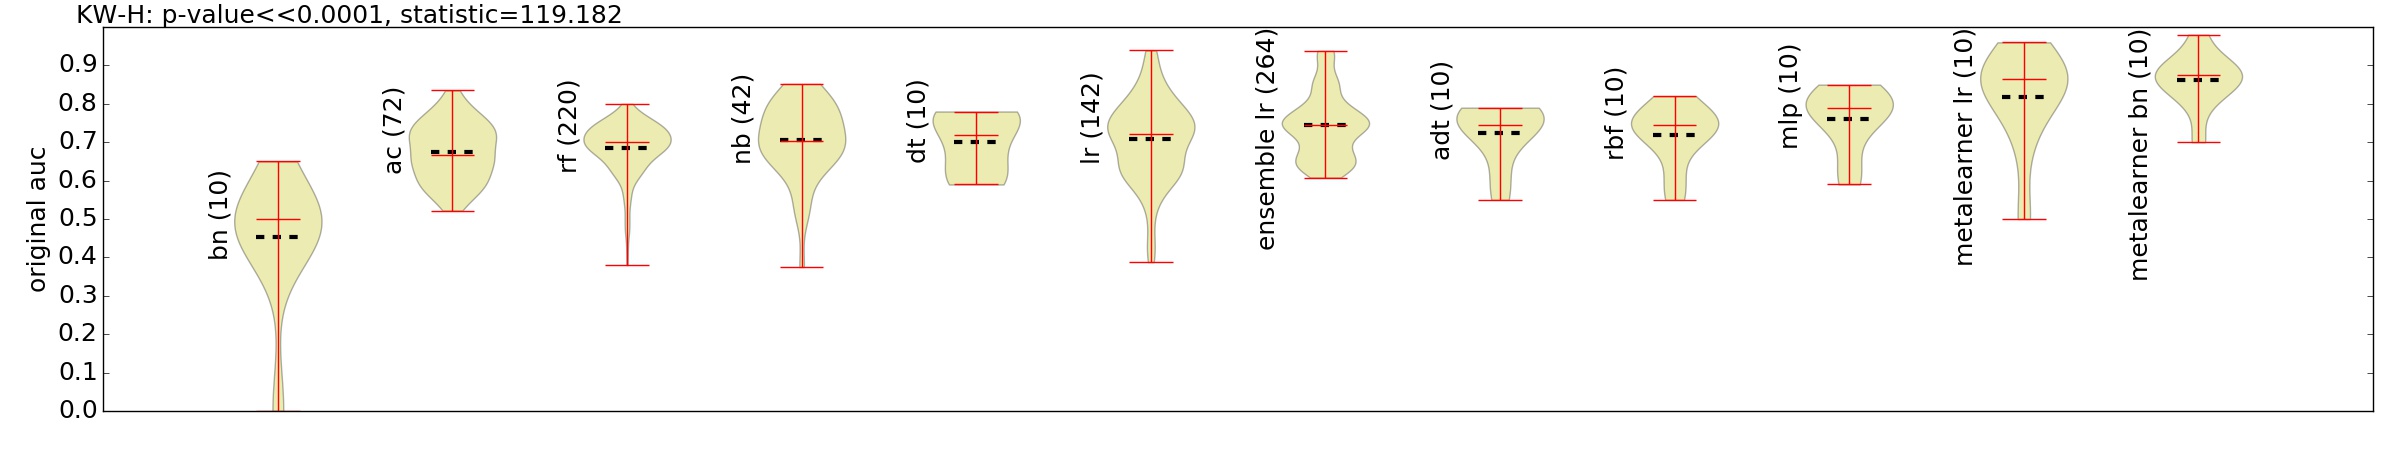 KW-H: p-value<<0.0001, statistic=119.182
original auc
0.9
0.8
0.7
0.6
0.5
0.4
0.3
0.2
0.1
0.0
bn (10)
ac (72)
rf (220)
nb (42)
dt (10)
lr (142)
ensemble lr (264)
adt (10)
rbf (10)
mlp (10)
metalearner lr (10)
metalearner bn (10)